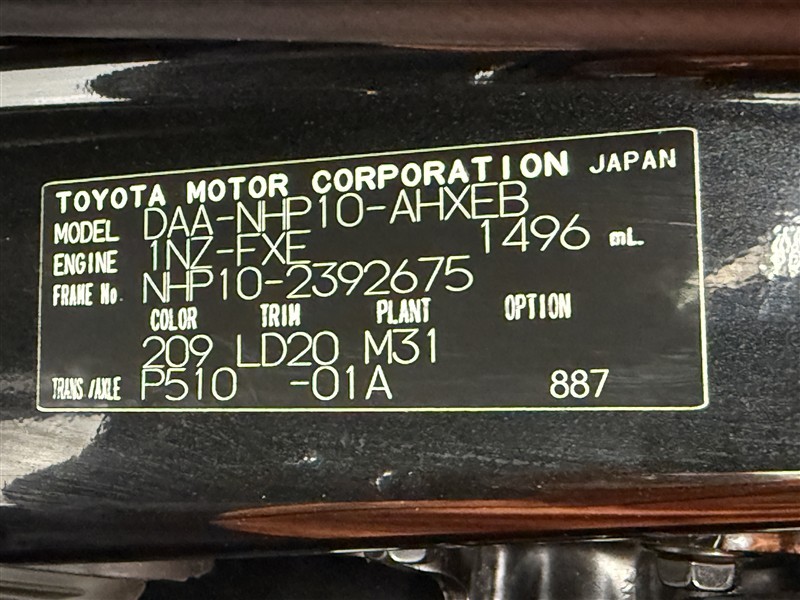 TOYOTA MOTOR CORPORATION JAPAN
MODEL DAA-NHP10-AHXEB
ENGINE 1NZ-FXE 1496 mL.
FRAME No. NHP10-2392675
COLOR TRIM PLANT OPTION
209 LD20 M31
TRANS./AXLE P510 -01A 887